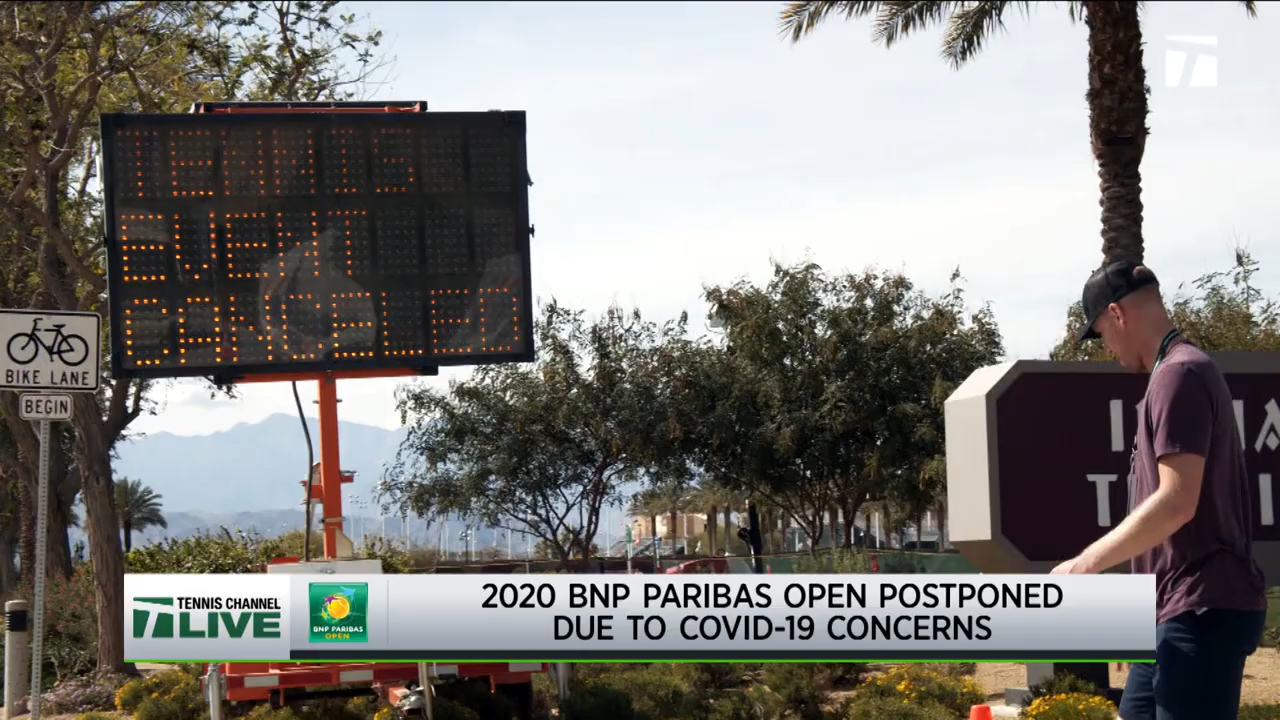 TENNIS
EVENT
CANCELED
BIKE LANE
BEGIN
TENNIS CHANNEL
LIVE
BNP PARIBAS
OPEN
2020 BNP PARIBAS OPEN POSTPONED
DUE TO COVID-19 CONCERNS